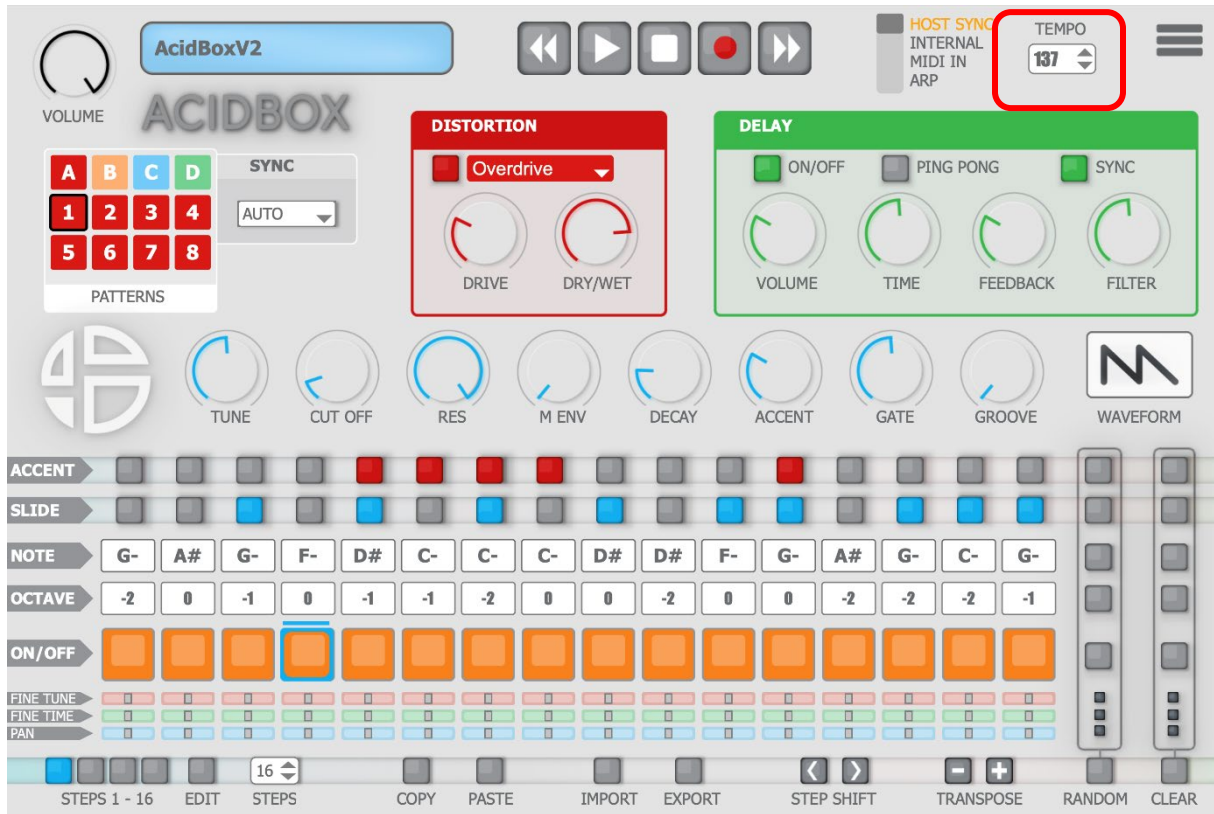 AcidBoxV2
HOST SYNC
INTERNAL
MIDI IN
ARP
TEMPO
137
VOLUME
ACIDBOX
A B C D
1 2 3 4
5 6 7 8
PATTERNS
SYNC
AUTO
DISTORTION
Overdrive
DRIVE DRY/WET
DELAY
ON/OFF PING PONG SYNC
VOLUME TIME FEEDBACK FILTER
TUNE CUT OFF RES M ENV DECAY ACCENT GATE GROOVE WAVEFORM
ACCENT
SLIDE
NOTE G- A# G- F- D# C- C- C- D# D# F- G- A# G- C- G-
OCTAVE -2 0 -1 0 -1 -1 -2 0 0 -2 0 0 -2 -2 -2 -1
ON/OFF
FINE TUNE
FINE TIME
PAN
16
STEPS 1 - 16 EDIT STEPS COPY PASTE IMPORT EXPORT STEP SHIFT TRANSPOSE RANDOM CLEAR